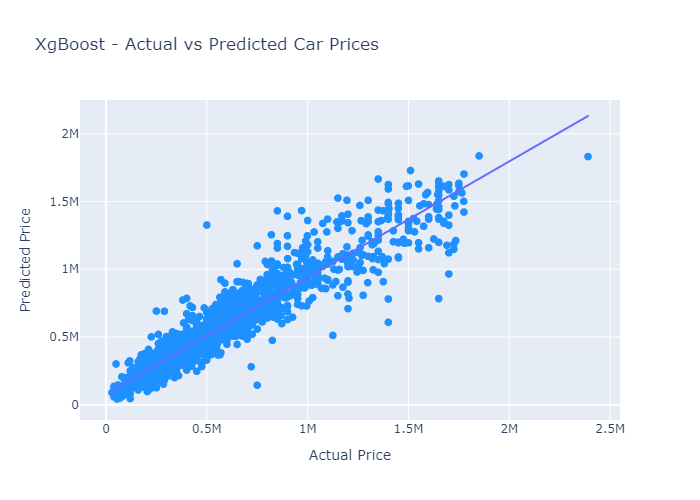 XgBoost - Actual vs Predicted Car Prices
Predicted Price
2M
1.5M
1M
0.5M
0
0
0.5M
1M
1.5M
2M
2.5M
Actual Price